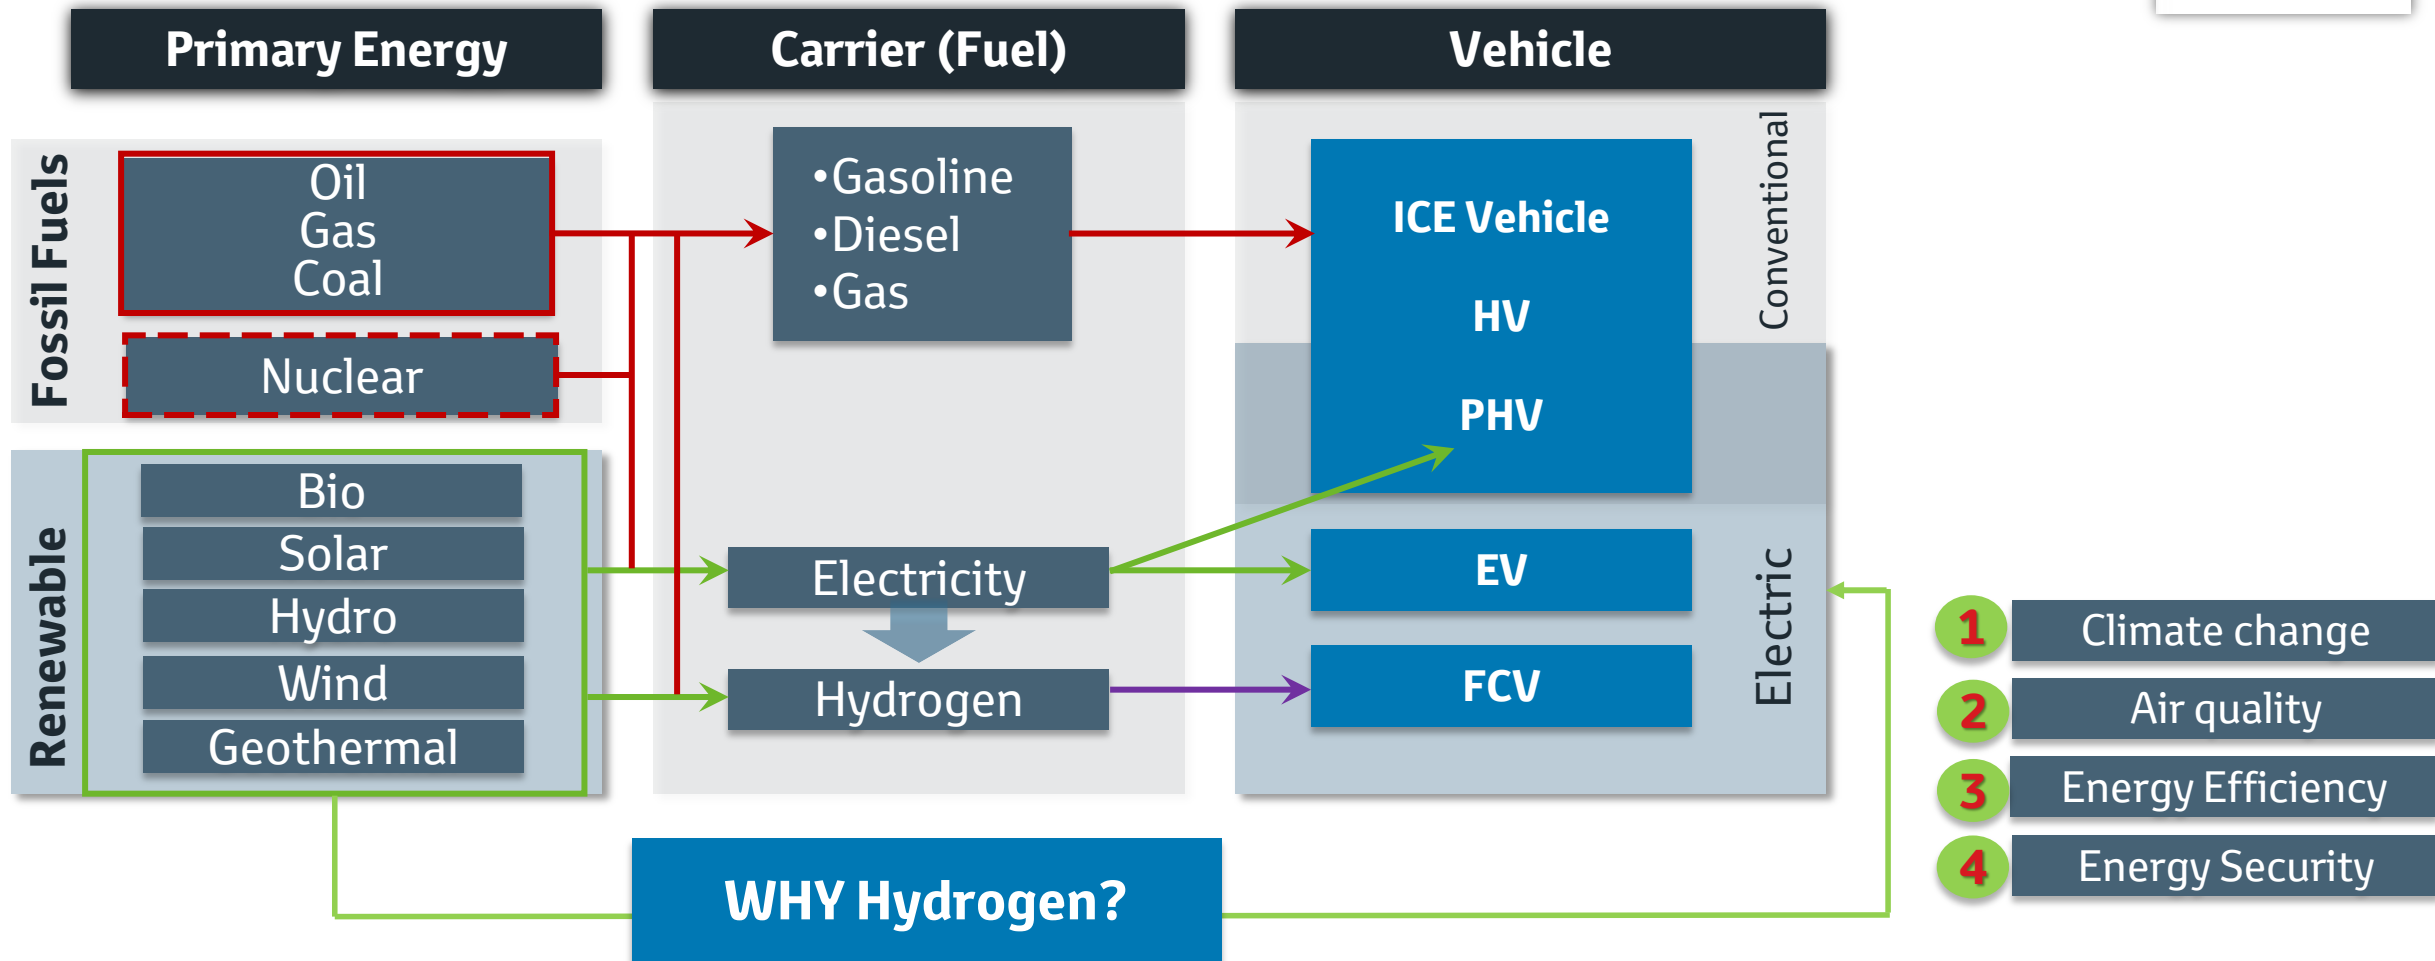 Primary Energy
Carrier (Fuel)
Vehicle
Fossil Fuels
Oil
Gas
Coal
Nuclear
Renewable
Bio
Solar
Hydro
Wind
Geothermal
•Gasoline
•Diesel
•Gas
Electricity
Hydrogen
Conventional
ICE Vehicle
HV
PHV
Electric
EV
FCV
1 Climate change
2 Air quality
3 Energy Efficiency
4 Energy Security
WHY Hydrogen?